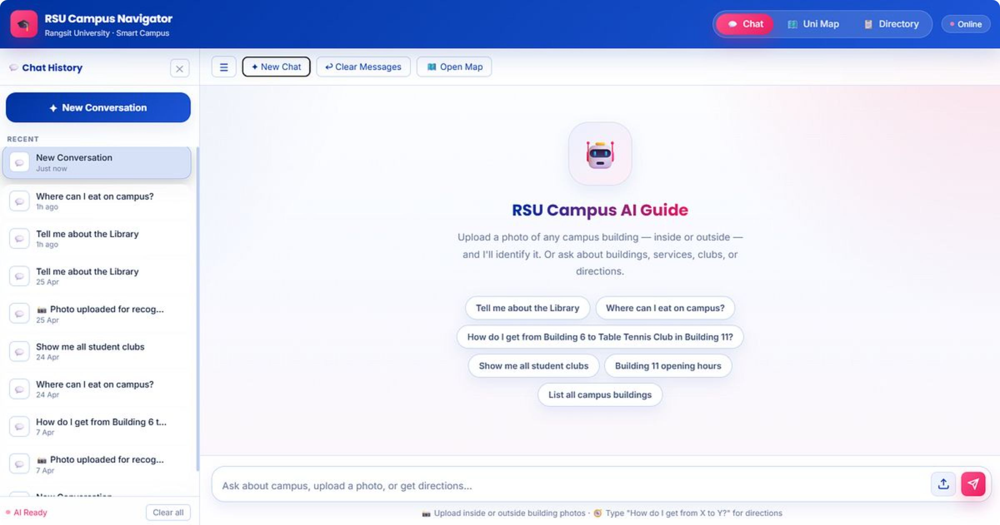 RSU Campus Navigator
Rangsit University · Smart Campus
Chat
Uni Map
Directory
Online
Chat History
New Chat
Clear Messages
Open Map
New Conversation
RECENT
New Conversation
Just now
Where can I eat on campus?
1h ago
Tell me about the Library
1h ago
Tell me about the Library
25 Apr
Photo uploaded for recog...
25 Apr
Show me all student clubs
24 Apr
Where can I eat on campus?
24 Apr
How do I get from Building 6 t...
7 Apr
Photo uploaded for recog...
7 Apr
New Conversation
AI Ready
Clear all
RSU Campus AI Guide
Upload a photo of any campus building — inside or outside —
and I'll identify it. Or ask about buildings, services, clubs, or
directions.
Tell me about the Library
Where can I eat on campus?
How do I get from Building 6 to Table Tennis Club in Building 11?
Show me all student clubs
Building 11 opening hours
List all campus buildings
Ask about campus, upload a photo, or get directions...
Upload inside or outside building photos · Type "How do I get from X to Y?" for directions